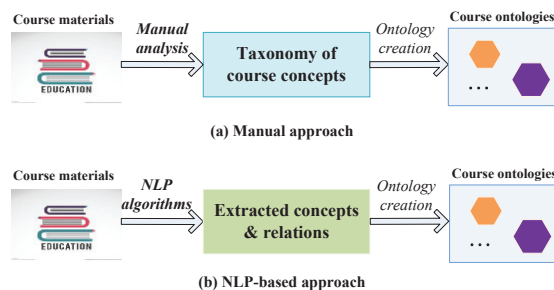 Course materials
Manual
analysis
Ontology
creation
Course ontologies
EDUCATION
Taxonomy of
course concepts
...
(a) Manual approach
Course materials
NLP
algorithms
Ontology
creation
Course ontologies
EDUCATION
Extracted concepts
& relations
...
(b) NLP-based approach